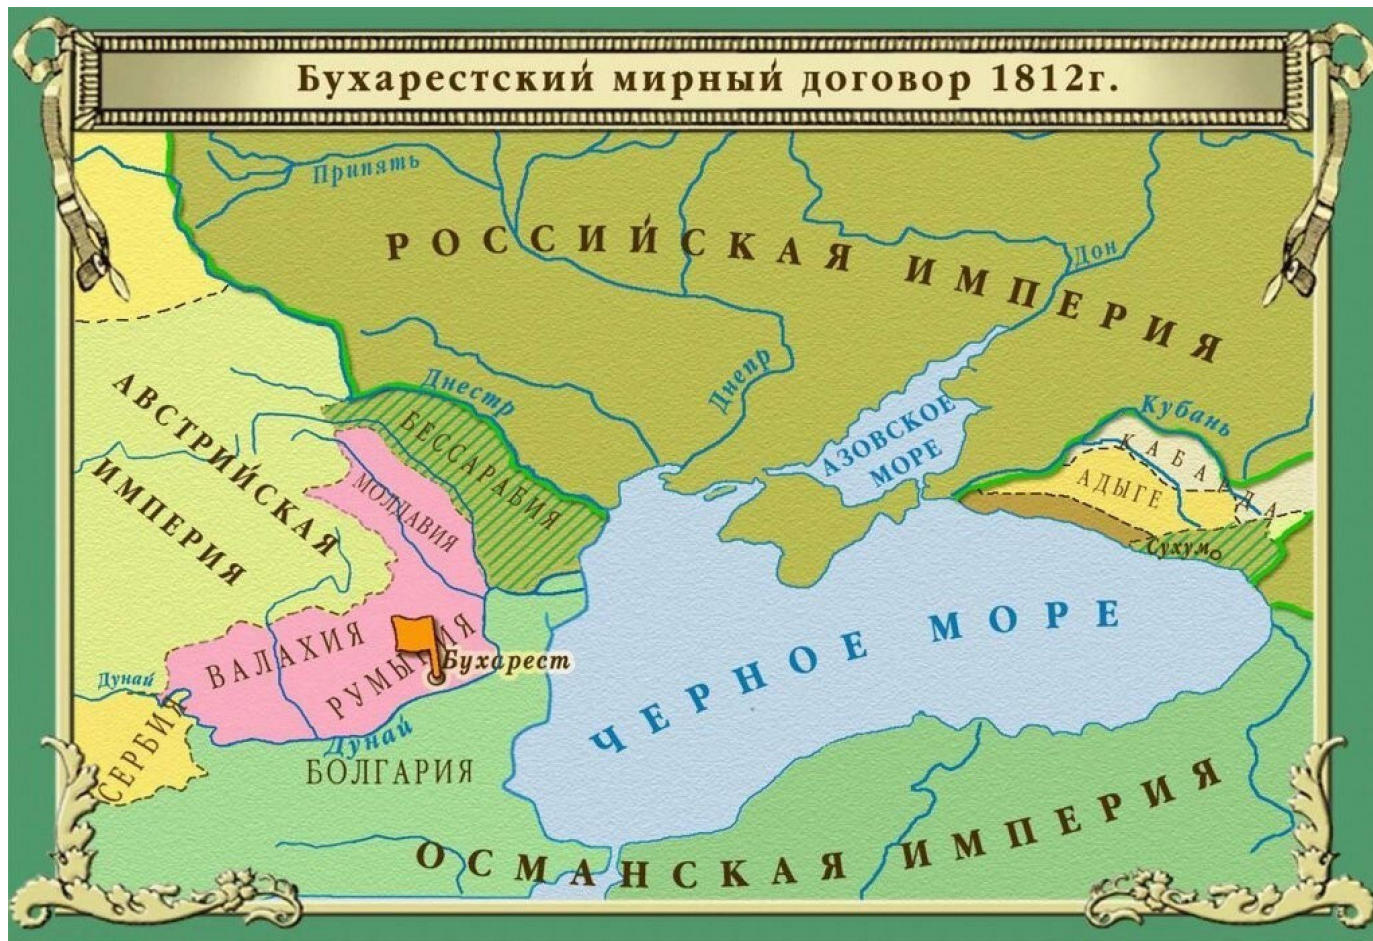 Бухарестский мирный договор 1812г.
Припять
РОССИЙСКАЯ ИМПЕРИЯ
Дон
Днестр
Днепр
АЗОВСКОЕ
МОРЕ
Кубань
КАБАРДА
АДЫГЕ
Сухум
АВСТРИЙСКАЯ
ИМПЕРИЯ
БЕССАРАБИЯ
МОЛДАВИЯ
ВАЛАХИЯ
РУМЫНИЯ
Бухарест
ЧЕРНОЕ МОРЕ
Дунай
СЕРБИЯ
Дунай
БОЛГАРИЯ
ОСМАНСКАЯ ИМПЕРИЯ